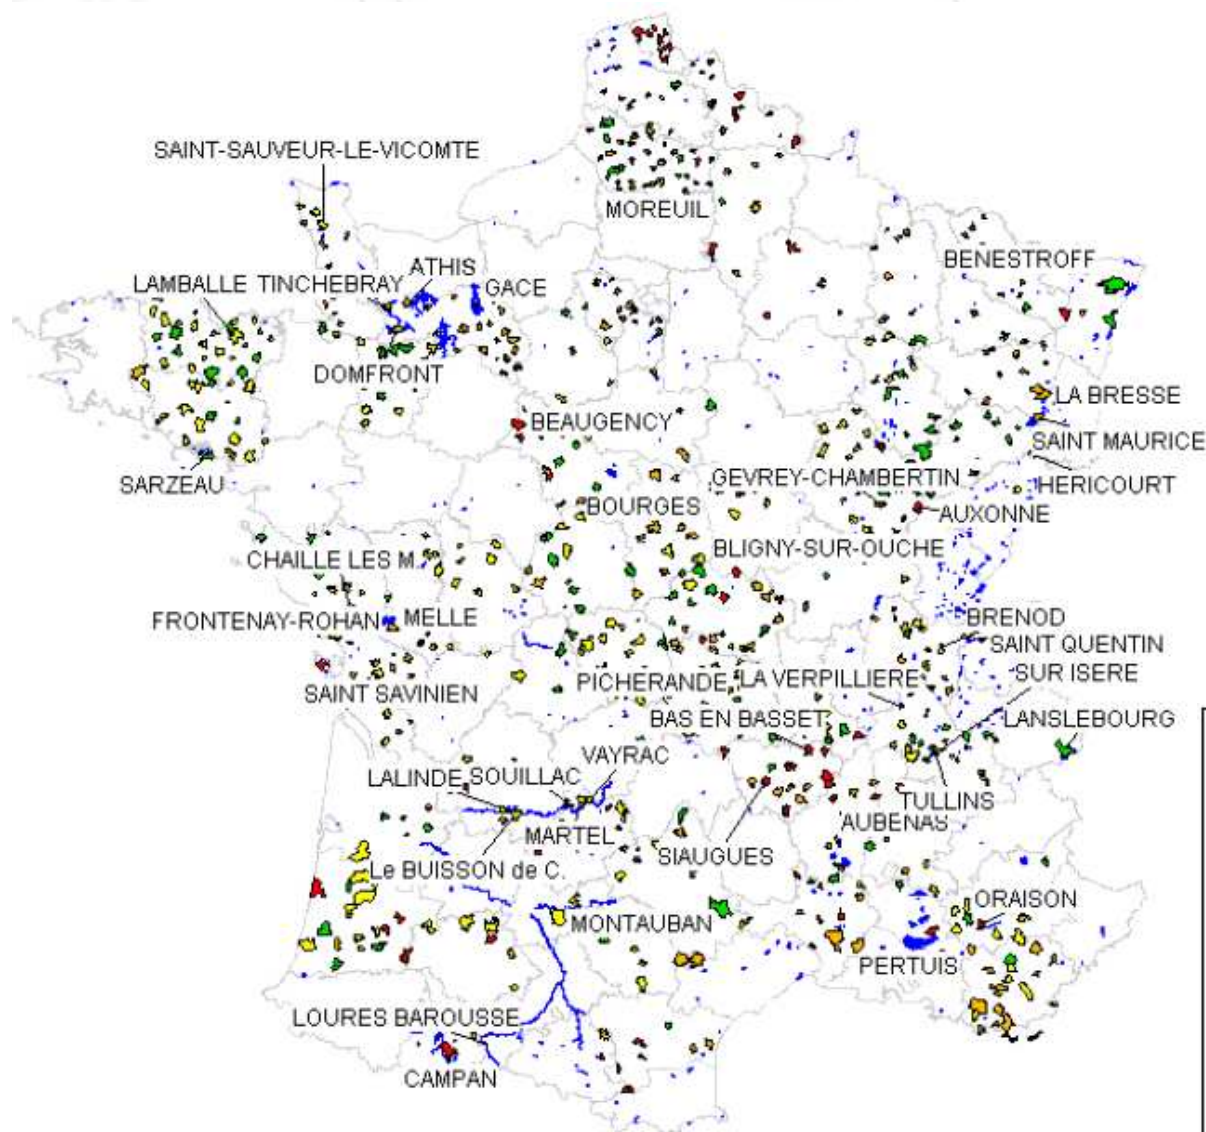 SAINT-SAUVEUR-LE-VICOMTE
MOREUIL
BENESTROFF
ATHIS
LAMBALLE TINCHEBRAY
GACE
DOMFRONT
LA BRESSE
BEAUGENCY
SAINT MAURICE
GEVREY-CHAMBERTIN
SARZEAU
HERICOURT
BOURGES
AUXONNE
BLIGNY-SUR-OUCHE
CHAILLE LES M.
FRONTENAY-ROHAN
MELLE
BRENOD
SAINT QUENTIN
SUR ISERE
PICHERANDE
LA VERPILLIERE
SAINT SAVINIEN
BAS EN BASSET
LANSLEBOURG
VAYRAC
LALINDE
SOUILLAC
TULLINS
MARTEL
AUBENAS
SIAUGUES
Le BUISSON de C.
ORAISON
MONTAUBAN
PERTUIS
LOURES BAROUSSE
CAMPAN